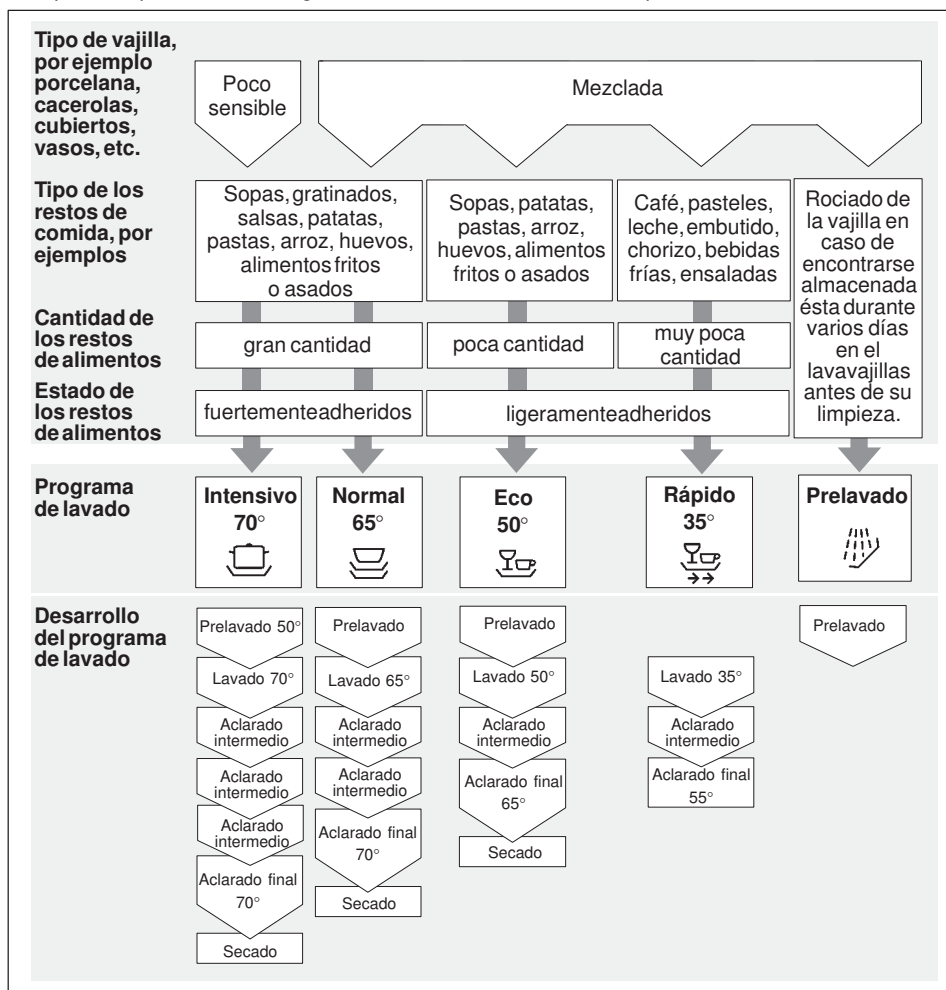 Tipo de vajilla,
por ejemplo
porcelana,
cacerolas,
cubiertos,
vasos, etc.
Poco
sensible
Mezclada
Tipo de los
restos de
comida, por
ejemplos
Sopas, gratinados,
salsas, patatas,
pastas, arroz, huevos,
alimentos fritos
o asados
Sopas, patatas,
pastas, arroz,
huevos, alimentos
fritos o asados
Café, pasteles,
leche, embutido,
chorizo, bebidas
frías, ensaladas
Rociado de
la vajilla en
caso de
encontrarse
almacenada
ésta durante
varios días
en el
lavavajillas
antes de su
limpieza.
Cantidad de
los restos
de alimentos
gran cantidad
poca cantidad
muy poca
cantidad
Estado de
los restos
de alimentos
fuertementeadheridos
ligeramenteadheridos
Programa
de lavado
Intensivo
70°
Normal
65°
Eco
50°
Rápido
35°
Prelavado
Desarrollo
del programa
de lavado
Prelavado 50°
Lavado 70°
Aclarado
intermedio
Aclarado
intermedio
Aclarado
intermedio
Aclarado final
70°
Secado
Prelavado
Lavado 65°
Aclarado
intermedio
Aclarado
intermedio
Aclarado final
70°
Secado
Prelavado
Lavado 50°
Aclarado
intermedio
Aclarado final
65°
Secado
Lavado 35°
Aclarado
intermedio
Aclarado final
55°
Prelavado